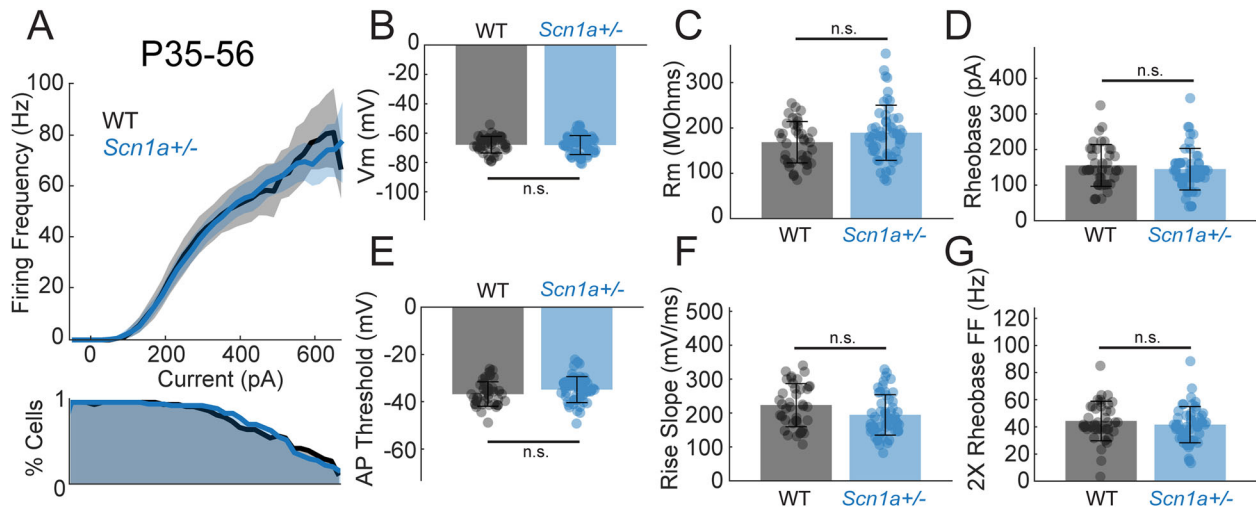 A
P35-56
Firing Frequency (Hz)
100
80
60
40
20
0
WT
Scn1a+/-
0
200
400
600
Current (pA)
% Cells
1
0
B
WT
Scn1a+/-
Vm (mV)
0
-20
-40
-60
-80
-100
n.s.
C
n.s.
Rm (MOhms)
300
200
100
0
WT
Scn1a+/-
D
n.s.
Rheobase (pA)
400
300
200
100
0
WT
Scn1a+/-
E
WT
Scn1a+/-
AP Threshold (mV)
0
-20
-40
-60
n.s.
F
n.s.
Rise Slope (mV/ms)
500
400
300
200
100
0
WT
Scn1a+/-
G
n.s.
2X Rheobase FF (Hz)
120
100
80
60
40
20
0
WT
Scn1a+/-